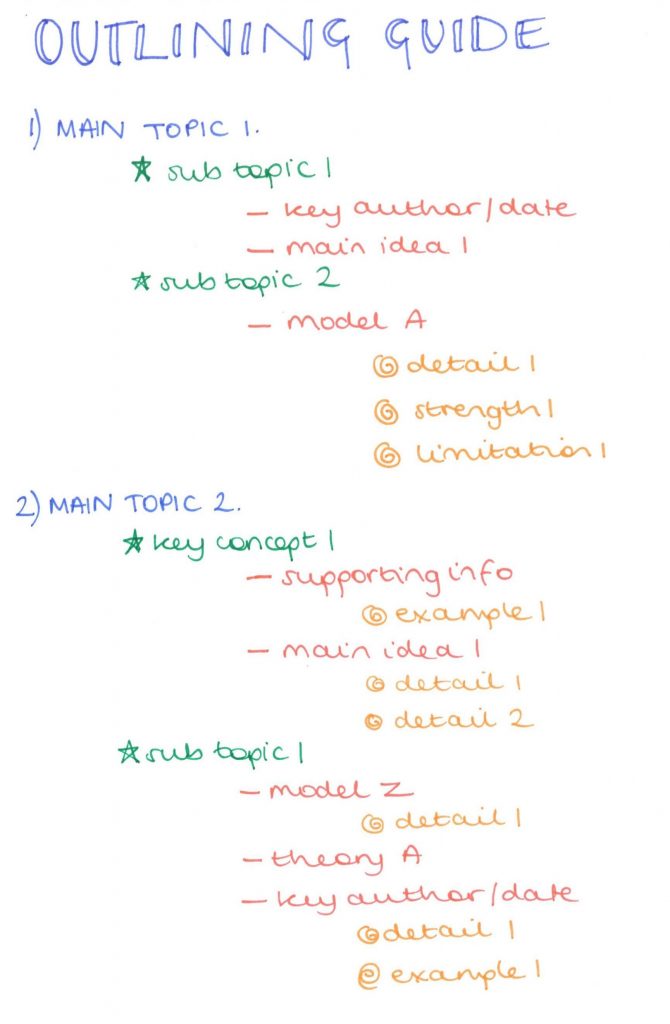 OUTLINING GUIDE
1) MAIN TOPIC 1.
☆ sub topic 1
– key author/date
– main idea 1
☆ sub topic 2
– model A
detail 1
strength 1
limitation 1
2) MAIN TOPIC 2.
☆ key concept 1
– supporting info
example 1
– main idea 1
detail 1
detail 2
☆ sub topic 1
– model Z
detail 1
– theory A
– key author/date
detail 1
example 1